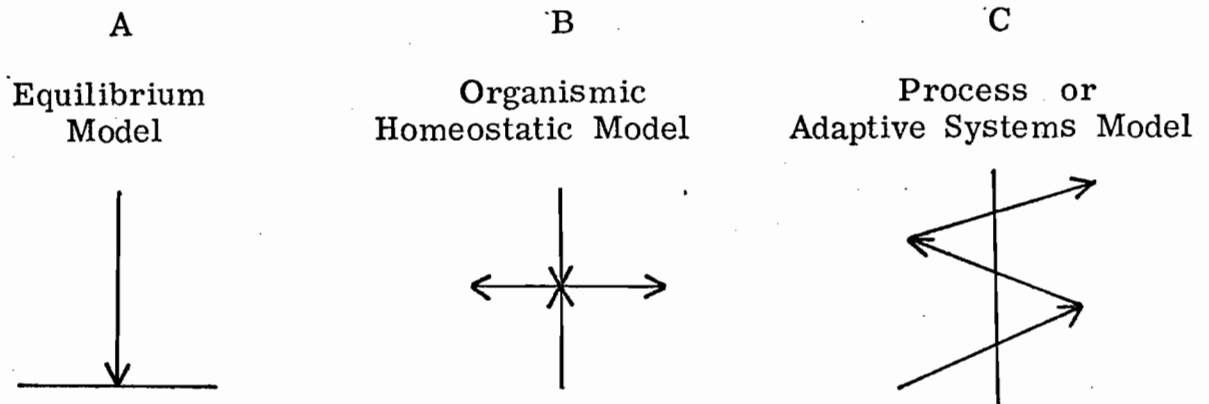 A
Equilibrium
Model
B
Organismic
Homeostatic Model
C
Process or
Adaptive Systems Model